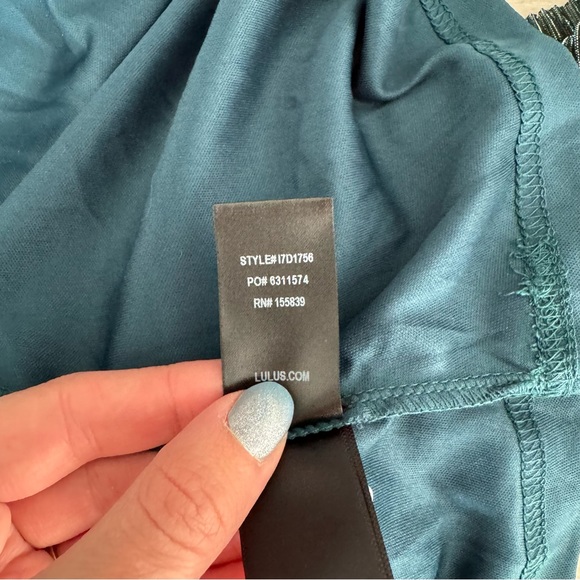 STYLE# I7D1756
PO# 6311574
RN# 155839
LULUS.COM